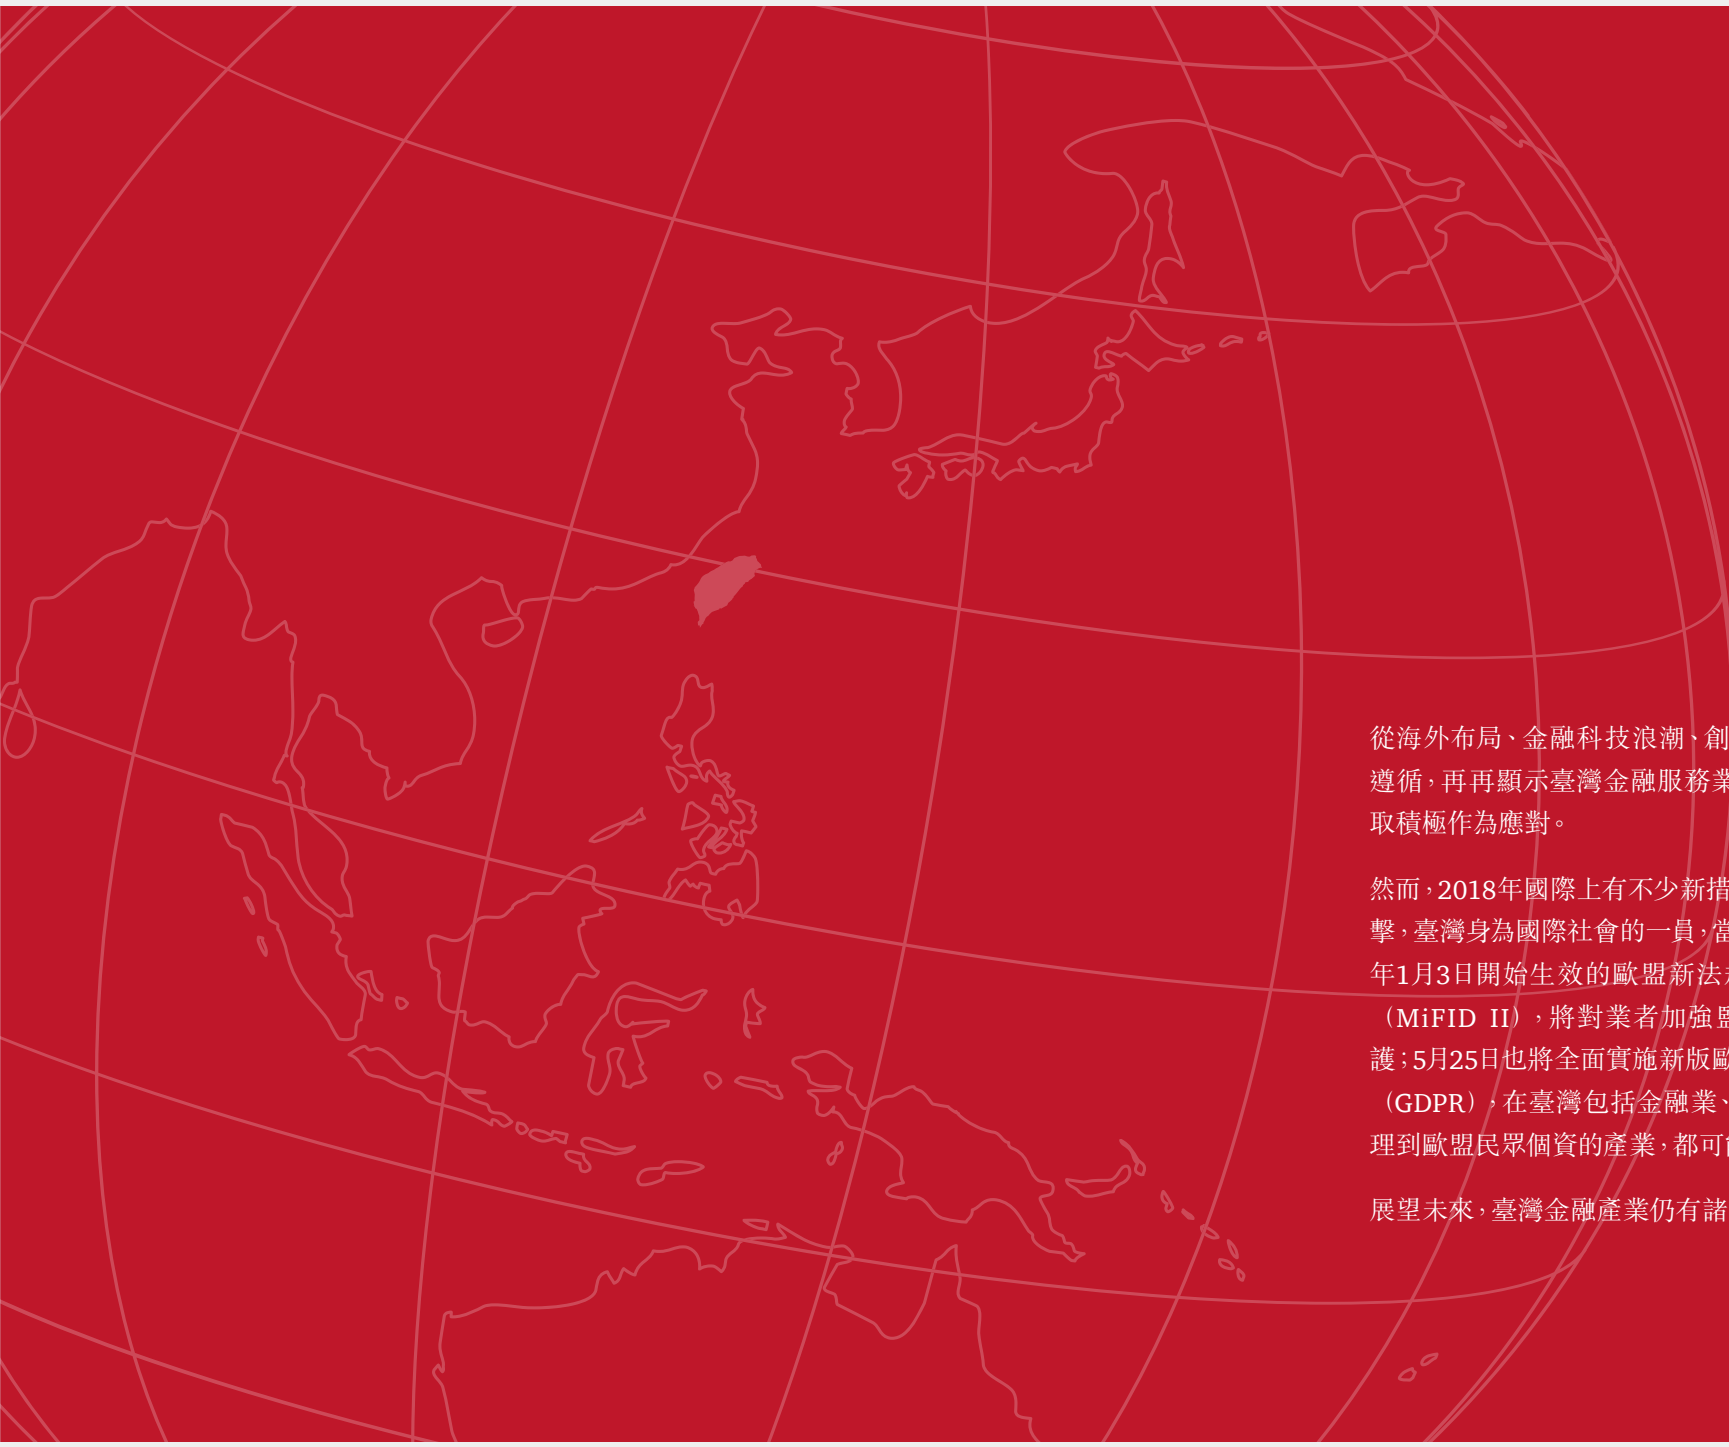 從海外布局、金融科技浪潮、創
遵循,再再顯示臺灣金融服務業
取積極作為應對。
然而,2018年國際上有不少新措
擊,臺灣身為國際社會的一員,當
年1月3日開始生效的歐盟新法
(MiFID II),將對業者加強監
護;5月25日也將全面實施新版歐
(GDPR),在臺灣包括金融業、
理到歐盟民眾個資的產業,都可
展望未來,臺灣金融產業仍有諸